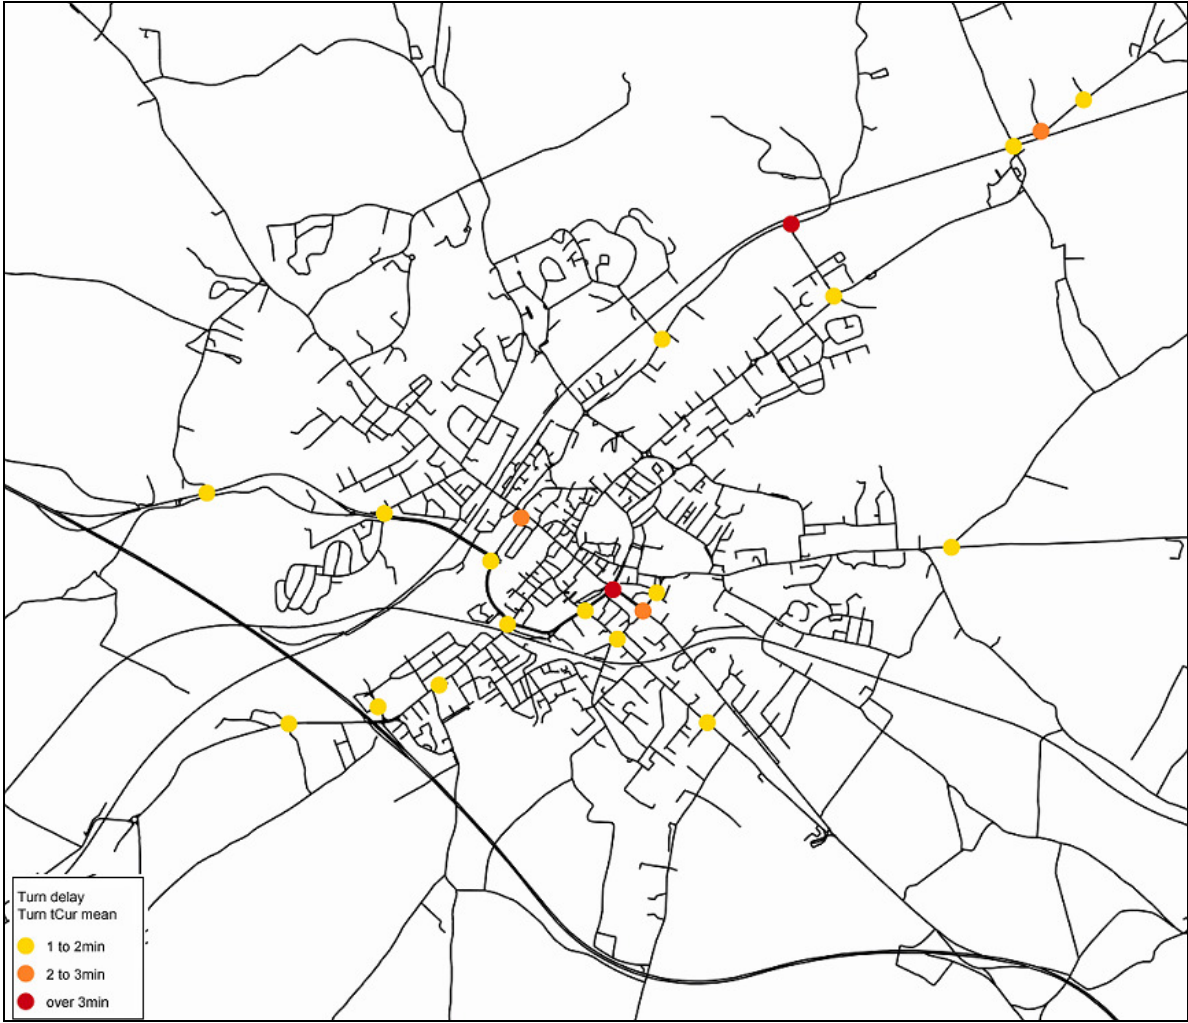 Turn delay
Turn tCur mean
1 to 2min
2 to 3min
over 3min